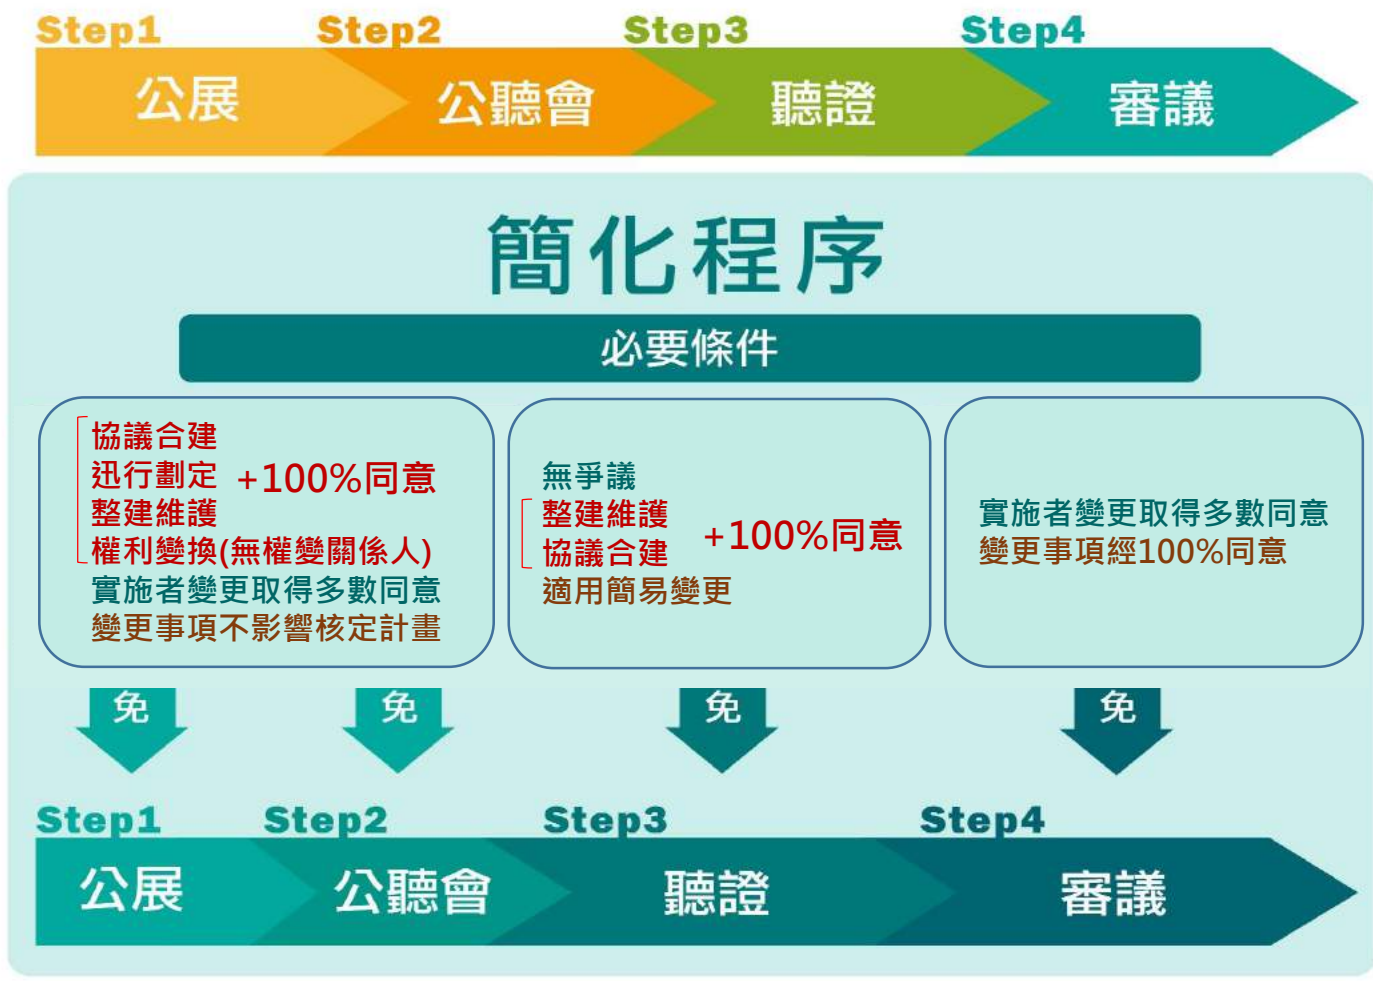 Step1 Step2 Step3 Step4
公展 公聽會 聽證 審議
簡化程序
必要條件
協議合建
迅行劃定
整建維護
權利變換(無權變關係人)
+100%同意
實施者變更取得多數同意
變更事項不影響核定計畫
無爭議
整建維護
協議合建
+100%同意
適用簡易變更
實施者變更取得多數同意
變更事項經100%同意
免 免 免 免
Step1 Step2 Step3 Step4
公展 公聽會 聽證 審議